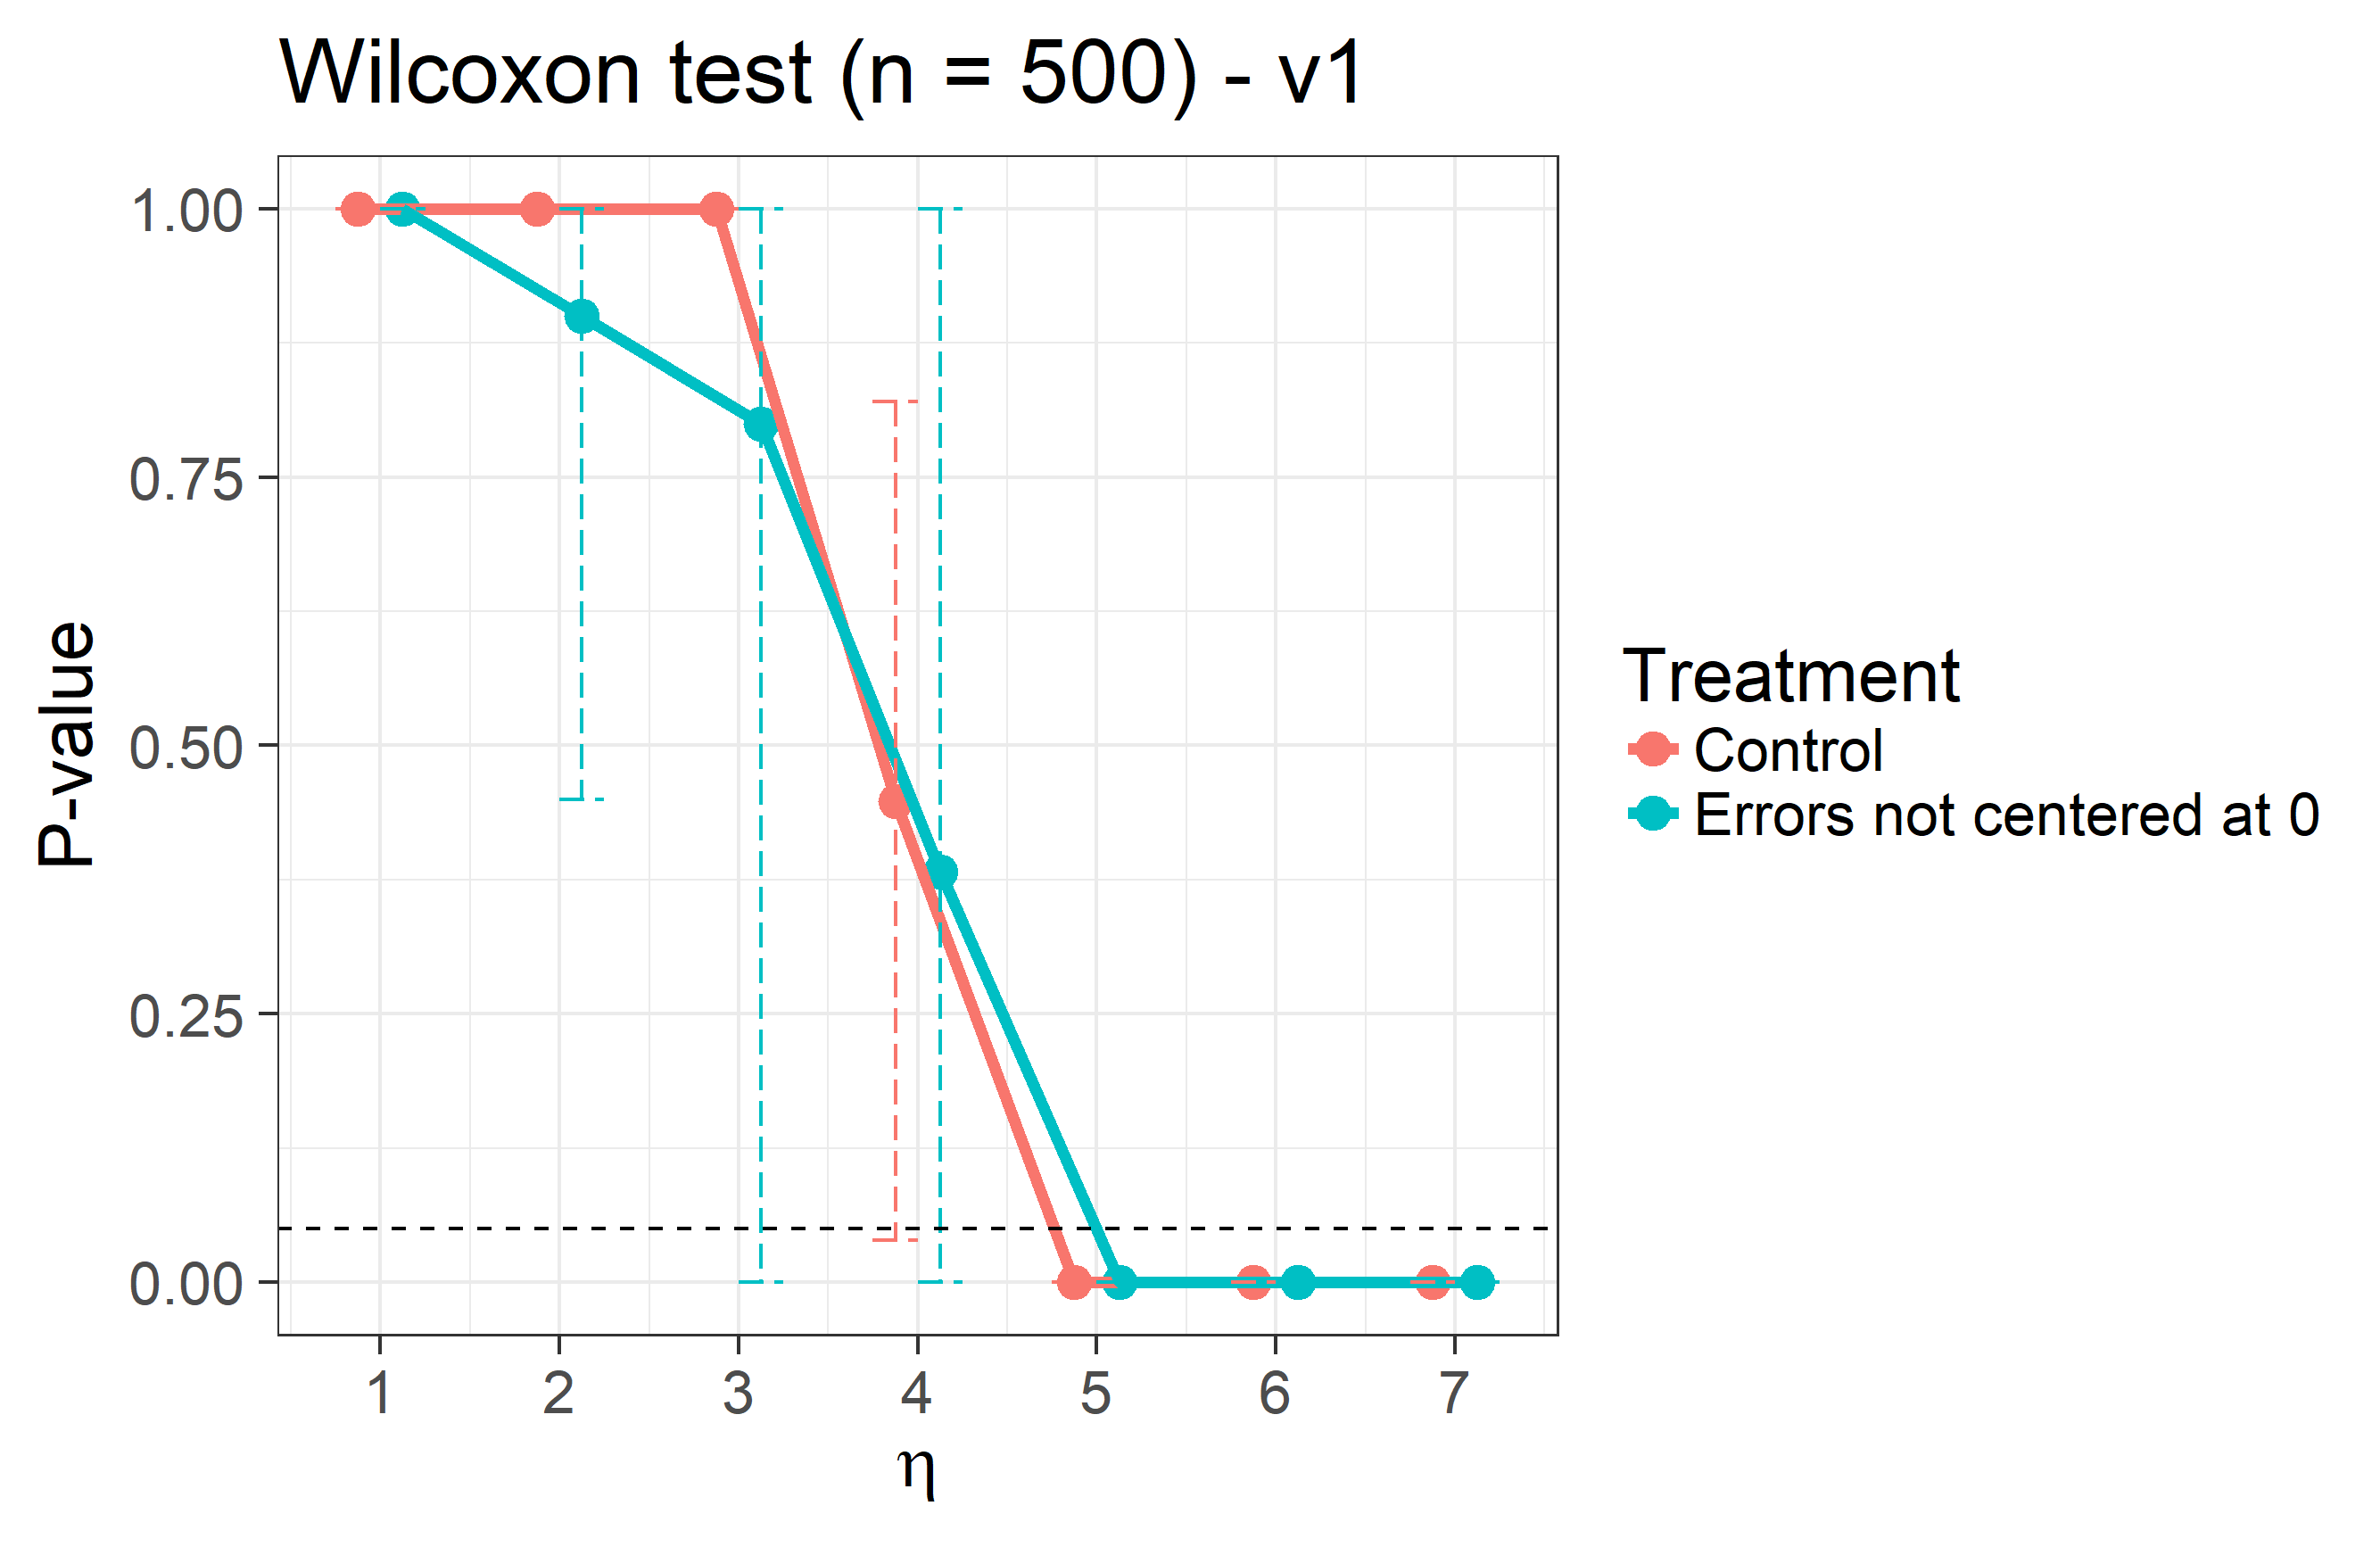 Wilcoxon test (n = 500) - v1
P-value
1.00
0.75
0.50
0.25
0.00
1 2 3 4 5 6 7
η
Treatment
Control
Errors not centered at 0